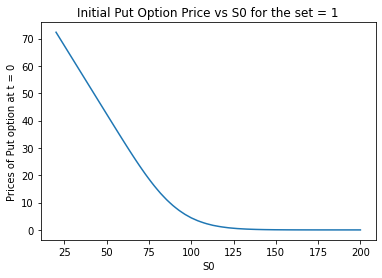 Initial Put Option Price vs S0 for the set = 1
Prices of Put option at t = 0
70
60
50
40
30
20
10
0
25 50 75 100 125 150 175 200
S0